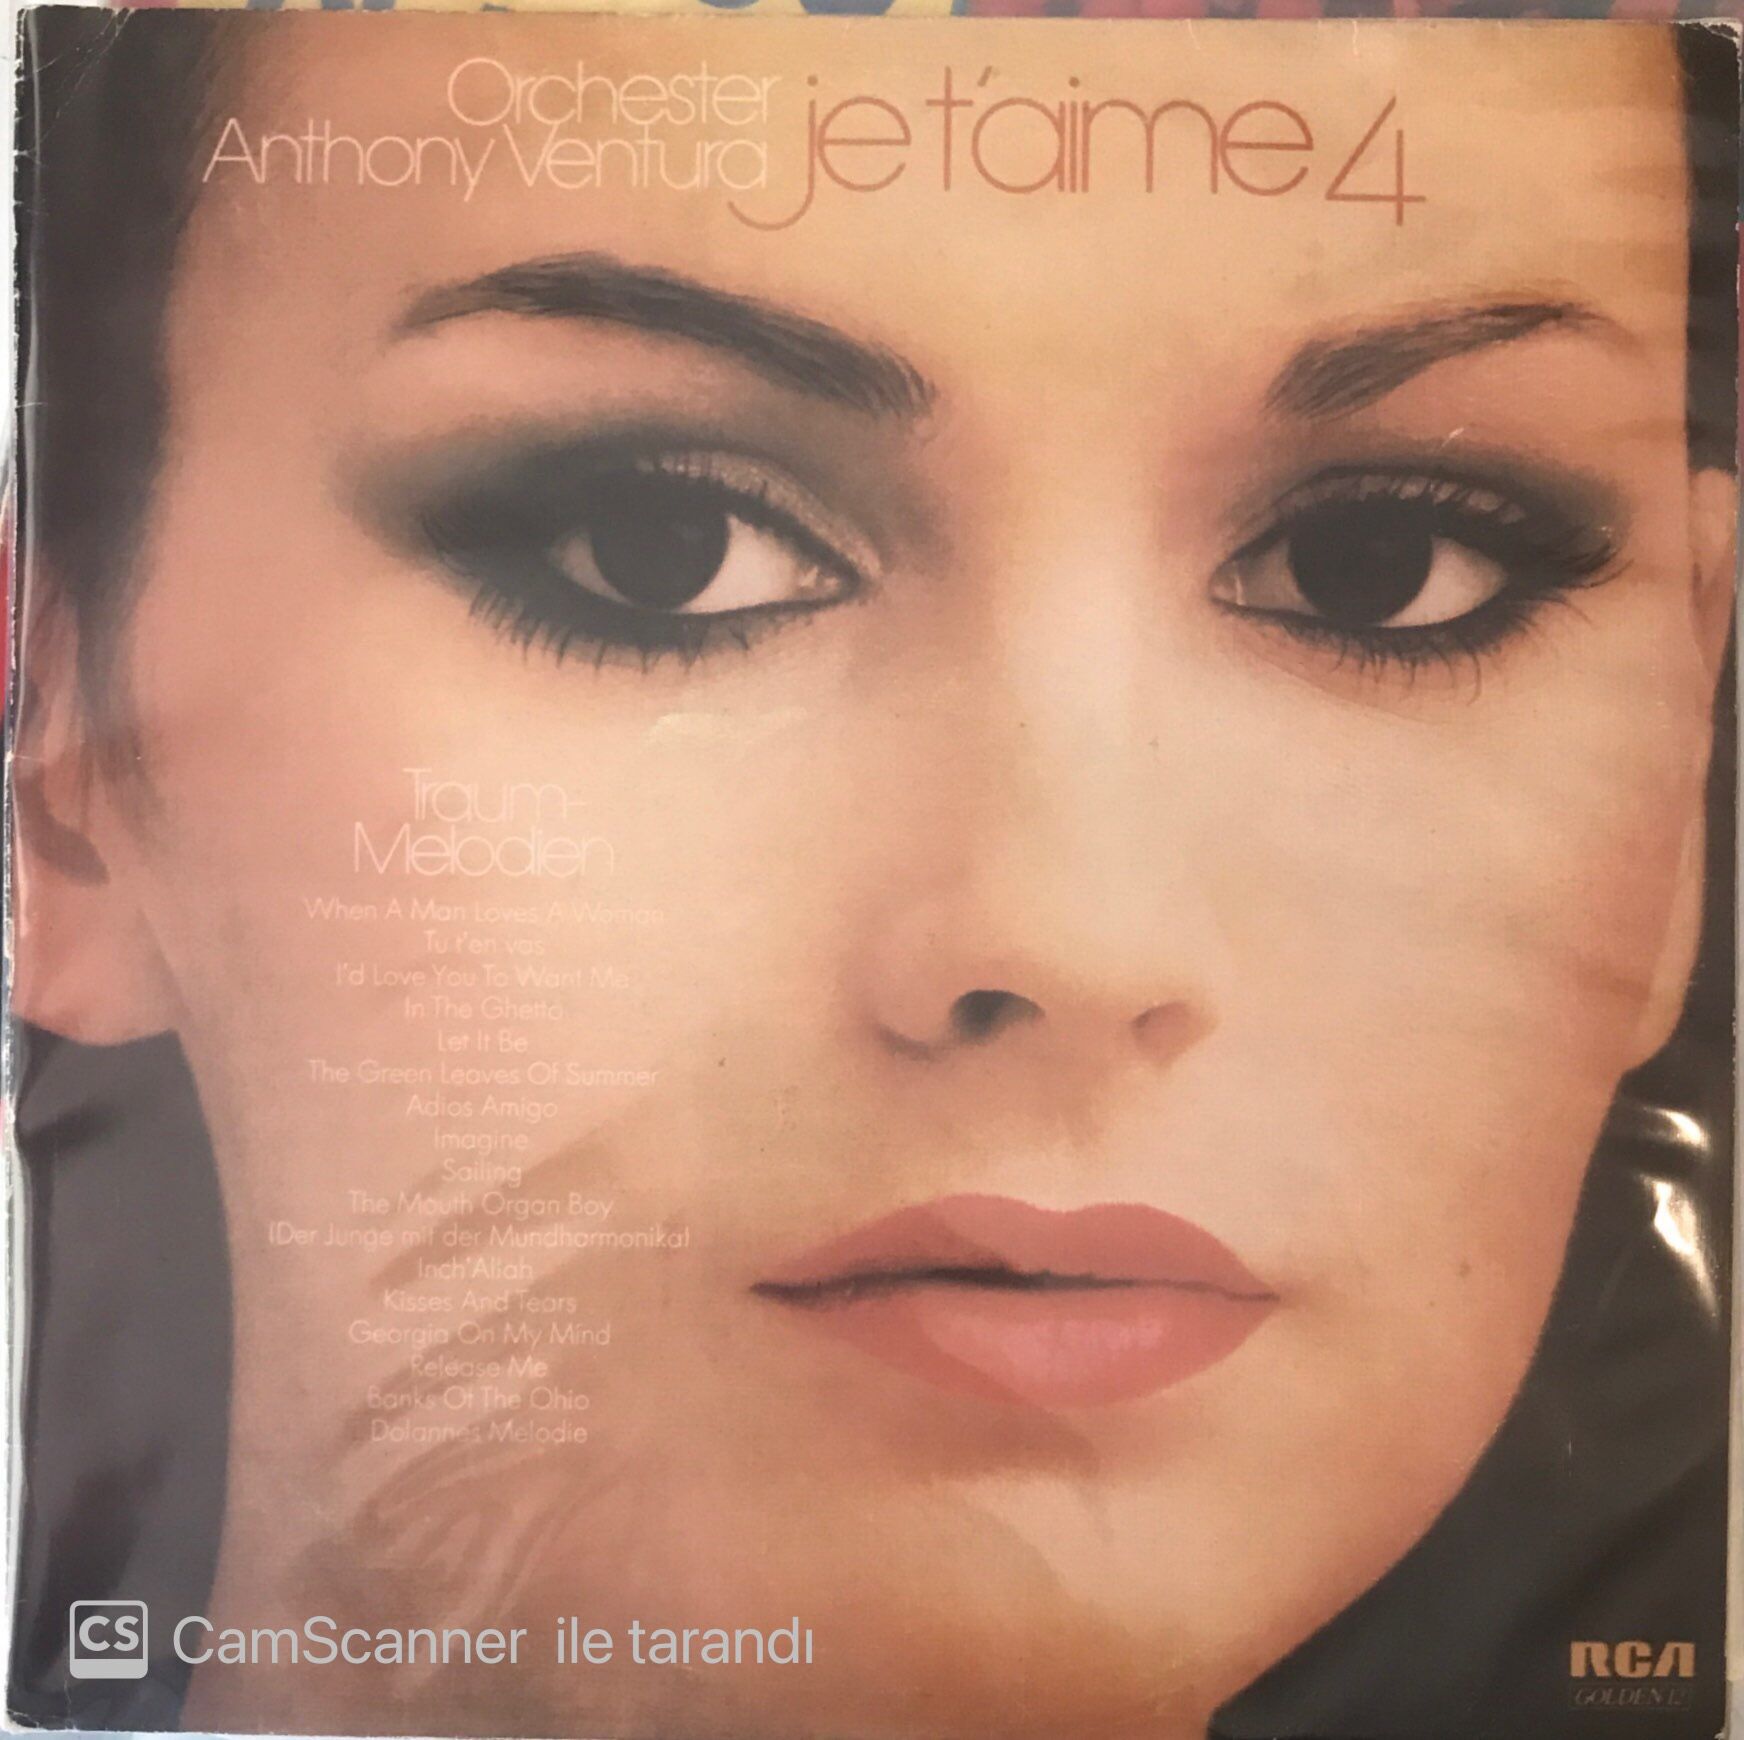 Orchester
Anthony Ventura
je t'aime 4
Traum-
Melodien
When A Man Loves A Woman
Tu t'en vas
I'd Love You To Want Me
In The Ghetto
Let It Be
The Green Leaves Of Summer
Adios Amigo
Imagine
Sailing
The Mouth Organ Boy
(Der Junge mit der Mundharmonika)
Inch'Allah
Kisses And Tears
Georgia On My Mind
Release Me
Banks Of The Ohio
Dolannes Melodie
CS CamScanner ile tarandı
RCA
GOLDEN 12